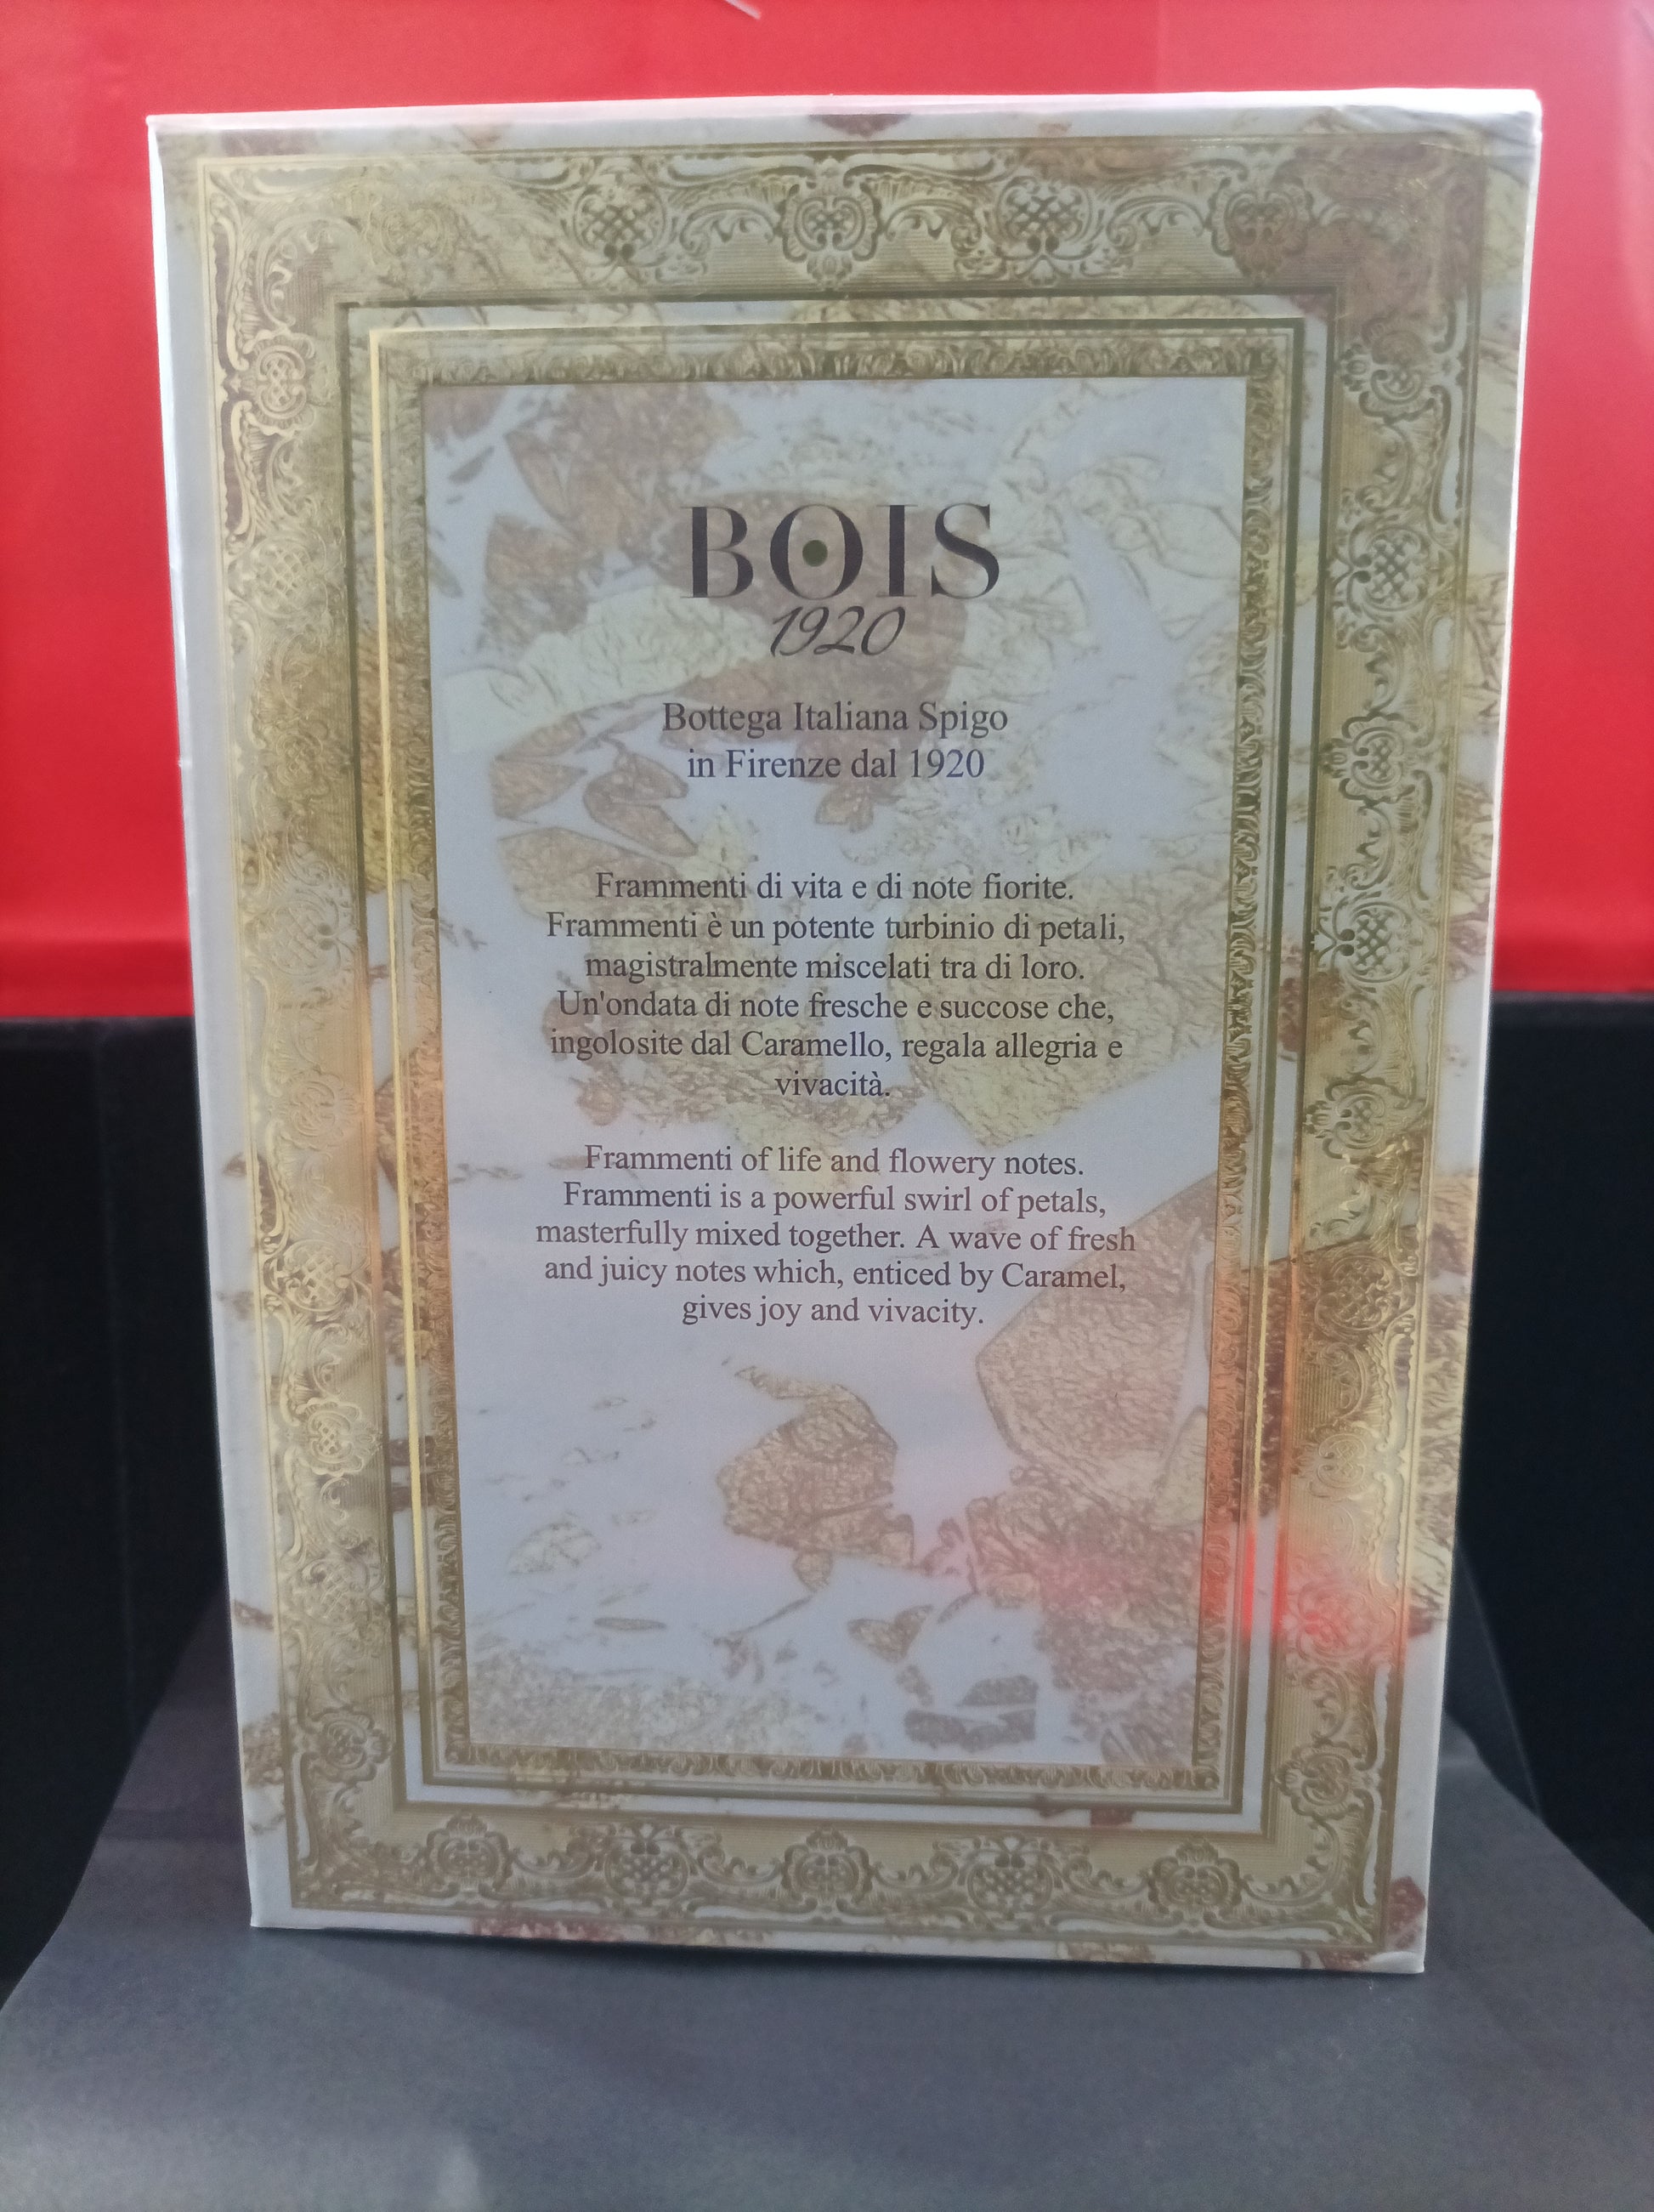 BOIS
1920
Bottega Italiana Spigo
in Firenze dal 1920
Frammenti di vita e di note fiorite.
Frammenti è un potente turbinio di petali,
magistralmente miscelati tra di loro.
Un'ondata di note fresche e succose che,
ingolosite dal Caramello, regala allegria e
vivacità.
Frammenti of life and flowery notes.
Frammenti is a powerful swirl of petals,
masterfully mixed together. A wave of fresh
and juicy notes which, enticed by Caramel,
gives joy and vivacity.